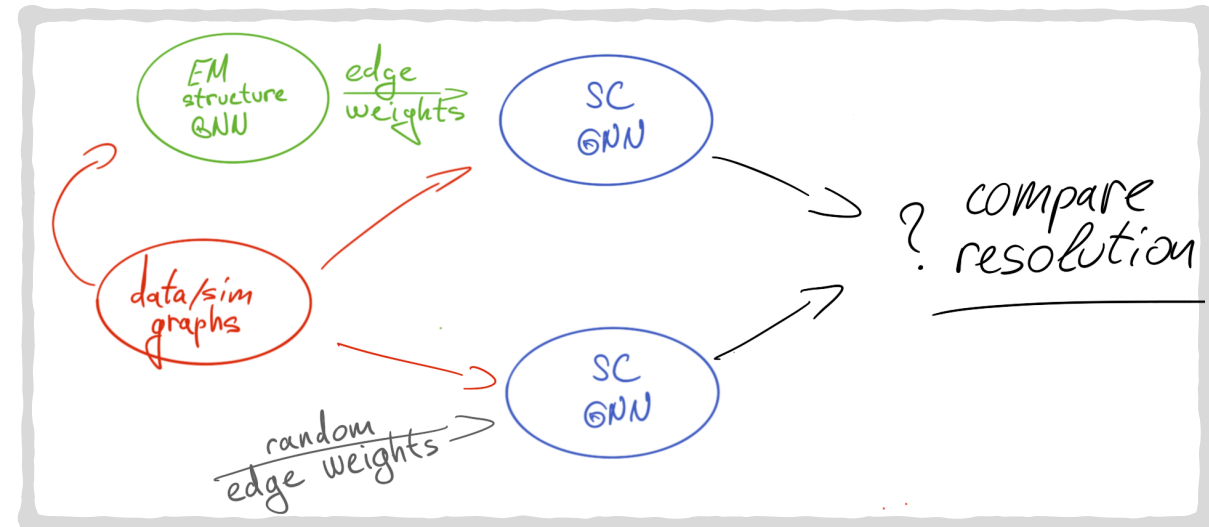 EM
structure
GNN
edge
weights
SC
GNN
data/sim
graphs
? compare
resolution
SC
GNN
random
edge weights